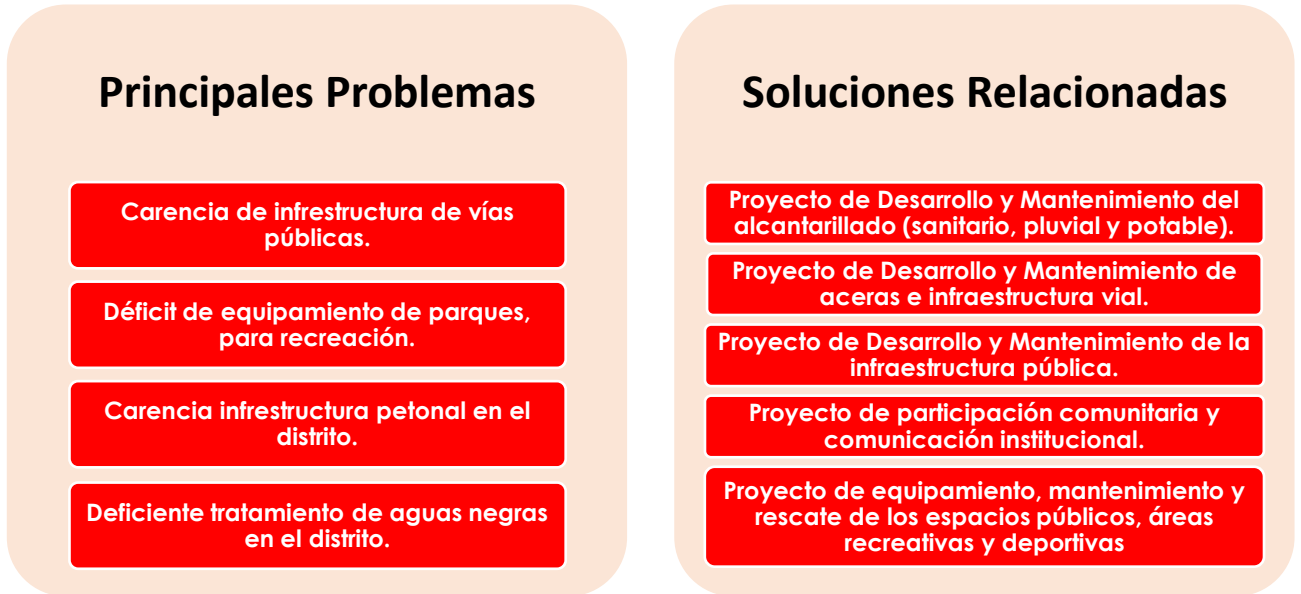 Principales Problemas
Carencia de infrestructura de vías
públicas.
Déficit de equipamiento de parques,
para recreación.
Carencia infrestructura petonal en el
distrito.
Deficiente tratamiento de aguas negras
en el distrito.
Soluciones Relacionadas
Proyecto de Desarrollo y Mantenimiento del
alcantarillado (sanitario, pluvial y potable).
Proyecto de Desarrollo y Mantenimiento de
aceras e infraestructura vial.
Proyecto de Desarrollo y Mantenimiento de la
infraestructura pública.
Proyecto de participación comunitaria y
comunicación institucional.
Proyecto de equipamiento, mantenimiento y
rescate de los espacios públicos, áreas
recreativas y deportivas